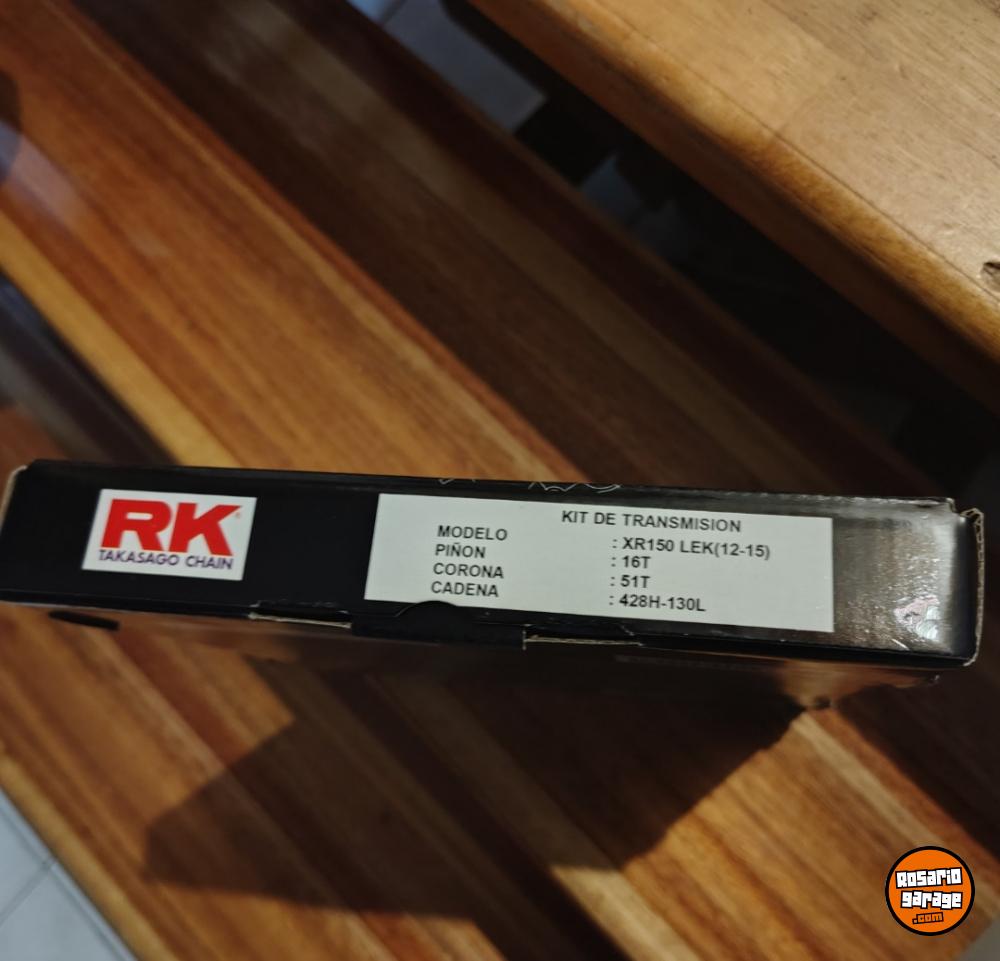 RK
TAKASAGO CHAIN
KIT DE TRANSMISION
MODELO : XR150 LEK(12-15)
PIÑON : 16T
CORONA : 51T
CADENA : 428H-130L
Rosario
garage
.com